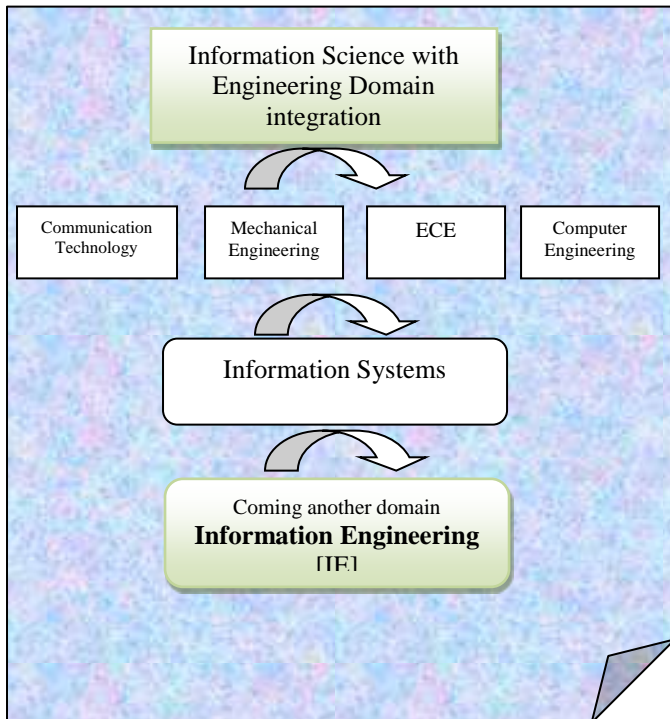 Information Science with
Engineering Domain
integration
Communication
Technology
Mechanical
Engineering
ECE
Computer
Engineering
Information Systems
Coming another domain
Information Engineering
[IE]